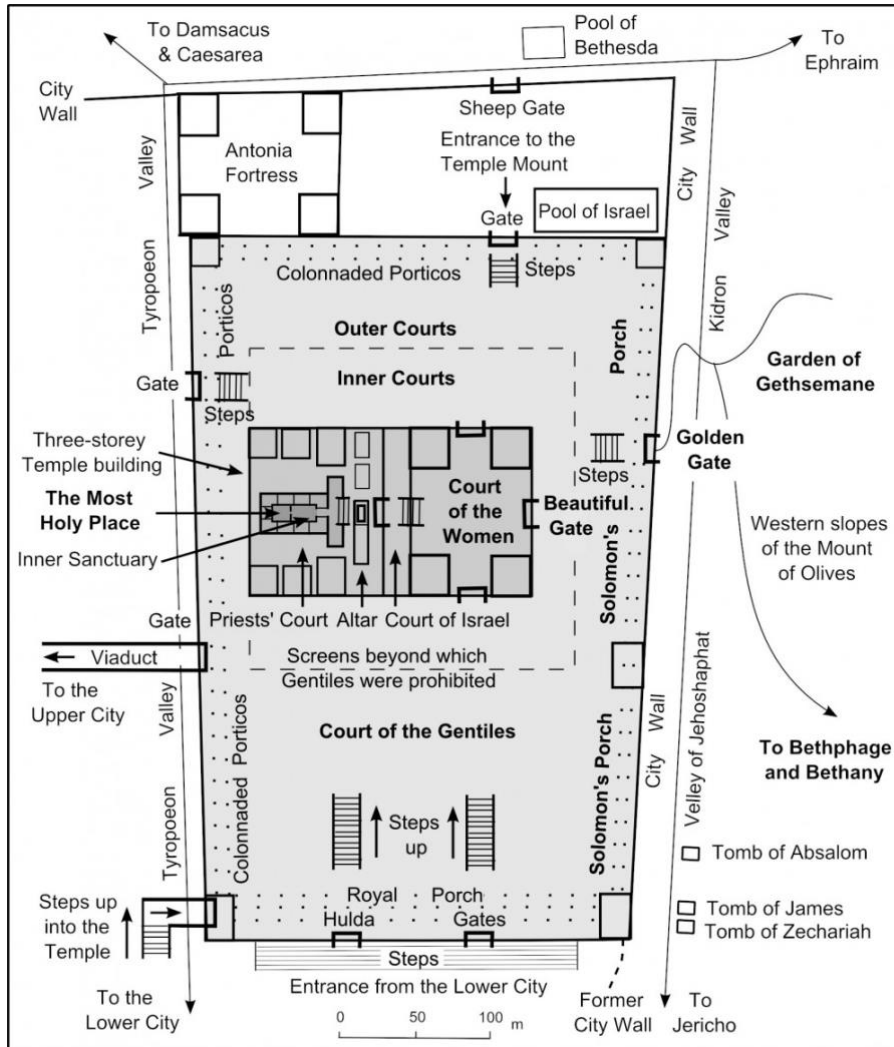 To Damsacus
& Caesarea
Pool of
Bethesda
To
Ephraim
City
Wall
Sheep Gate
Entrance to the
Temple Mount
Antonia
Fortress
Valley
City Wall
Gate
Pool of Israel
Valley
Colonnaded Porticos
Steps
Tyropoeon
Porticos
Outer Courts
Porch
Kidron
Inner Courts
Garden of
Gethsemane
Gate
Steps
Three-storey
Temple building
Golden
Gate
Steps
The Most
Holy Place
Court
of the
Women
Beautiful
Gate
Inner Sanctuary
Western slopes
of the Mount
of Olives
Solomon's
Gate
Priests' Court
Altar
Court of Israel
Viaduct
Screens beyond which
Gentiles were prohibited
To the
Upper City
Valley
City Wall
Court of the Gentiles
To Bethphage
and Bethany
Colonnaded Porticos
Solomon's Porch
Velley of Jehoshaphat
Tyropoeon
Steps
up
Tomb of Absalom
Steps up
into the
Temple
Royal Porch
Hulda Gates
Tomb of James
Tomb of Zechariah
Steps
Entrance from the Lower City
To the
Lower City
Former
City Wall
To
Jericho
0 50 100
m